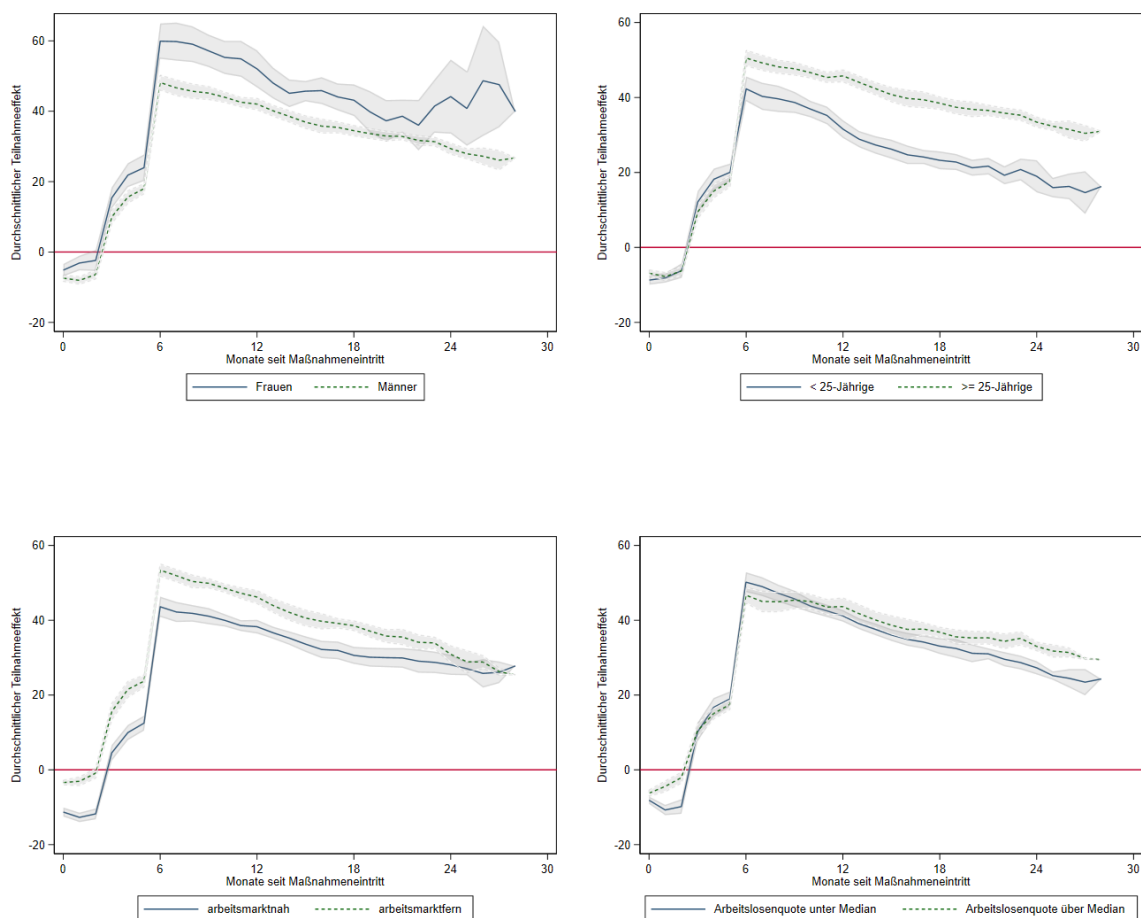 Durchschnittlicher Teilnahmeeffekt
60
40
20
0
-20
0 6 12 18 24 30
Monate seit Maßnahmeneintritt
Frauen Männer
Durchschnittlicher Teilnahmeeffekt
60
40
20
0
-20
0 6 12 18 24 30
Monate seit Maßnahmeneintritt
< 25-Jährige >= 25-Jährige
Durchschnittlicher Teilnahmeeffekt
60
40
20
0
-20
0 6 12 18 24 30
Monate seit Maßnahmeneintritt
arbeitsmarktnah arbeitsmarktfern
Durchschnittlicher Teilnahmeeffekt
60
40
20
0
-20
0 6 12 18 24 30
Monate seit Maßnahmeneintritt
Arbeitslosenquote unter Median Arbeitslosenquote über Median